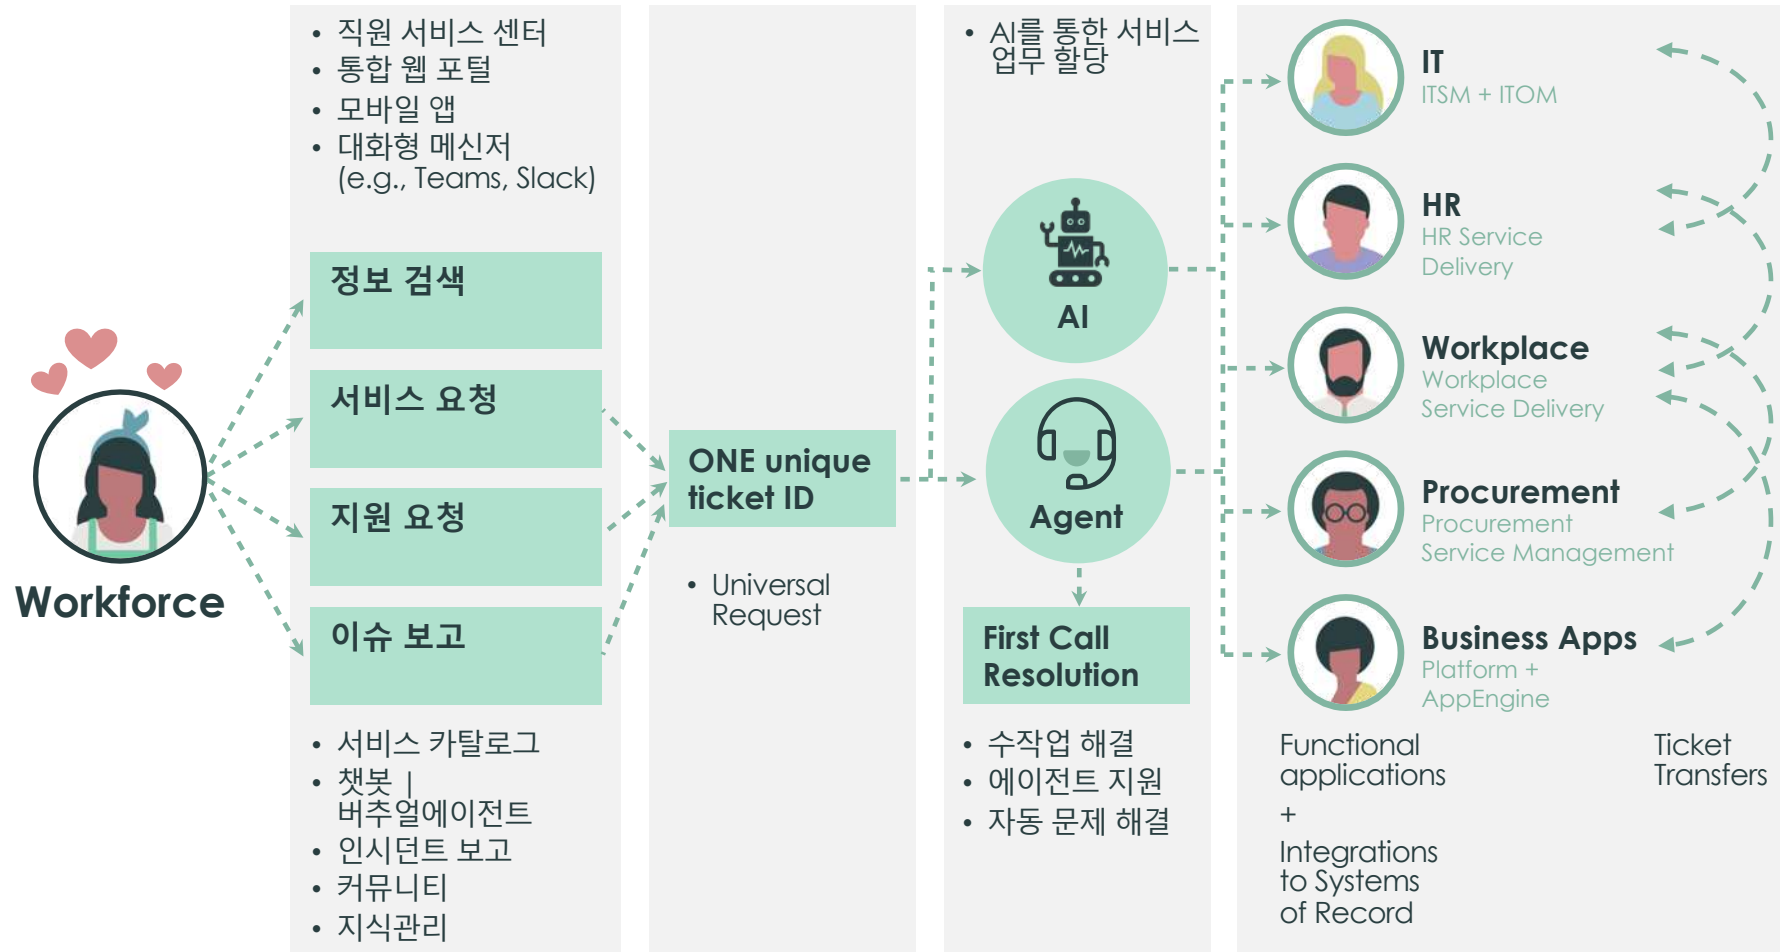 • 직원 서비스 센터
• 통합 웹 포털
• 모바일 앱
• 대화형 메신저
(e.g., Teams, Slack)
정보 검색
서비스 요청
지원 요청
이슈 보고
• 서비스 카탈로그
• 챗봇 |
버추얼에이전트
• 인시던트 보고
• 커뮤니티
• 지식관리
Workforce
ONE unique
ticket ID
• Universal
Request
• AI를 통한 서비스
업무 할당
AI
Agent
First Call
Resolution
• 수작업 해결
• 에이전트 지원
• 자동 문제 해결
IT
ITSM + ITOM
HR
HR Service
Delivery
Workplace
Workplace
Service Delivery
Procurement
Procurement
Service Management
Business Apps
Platform +
AppEngine
Functional
applications
+
Integrations
to Systems
of Record
Ticket
Transfers